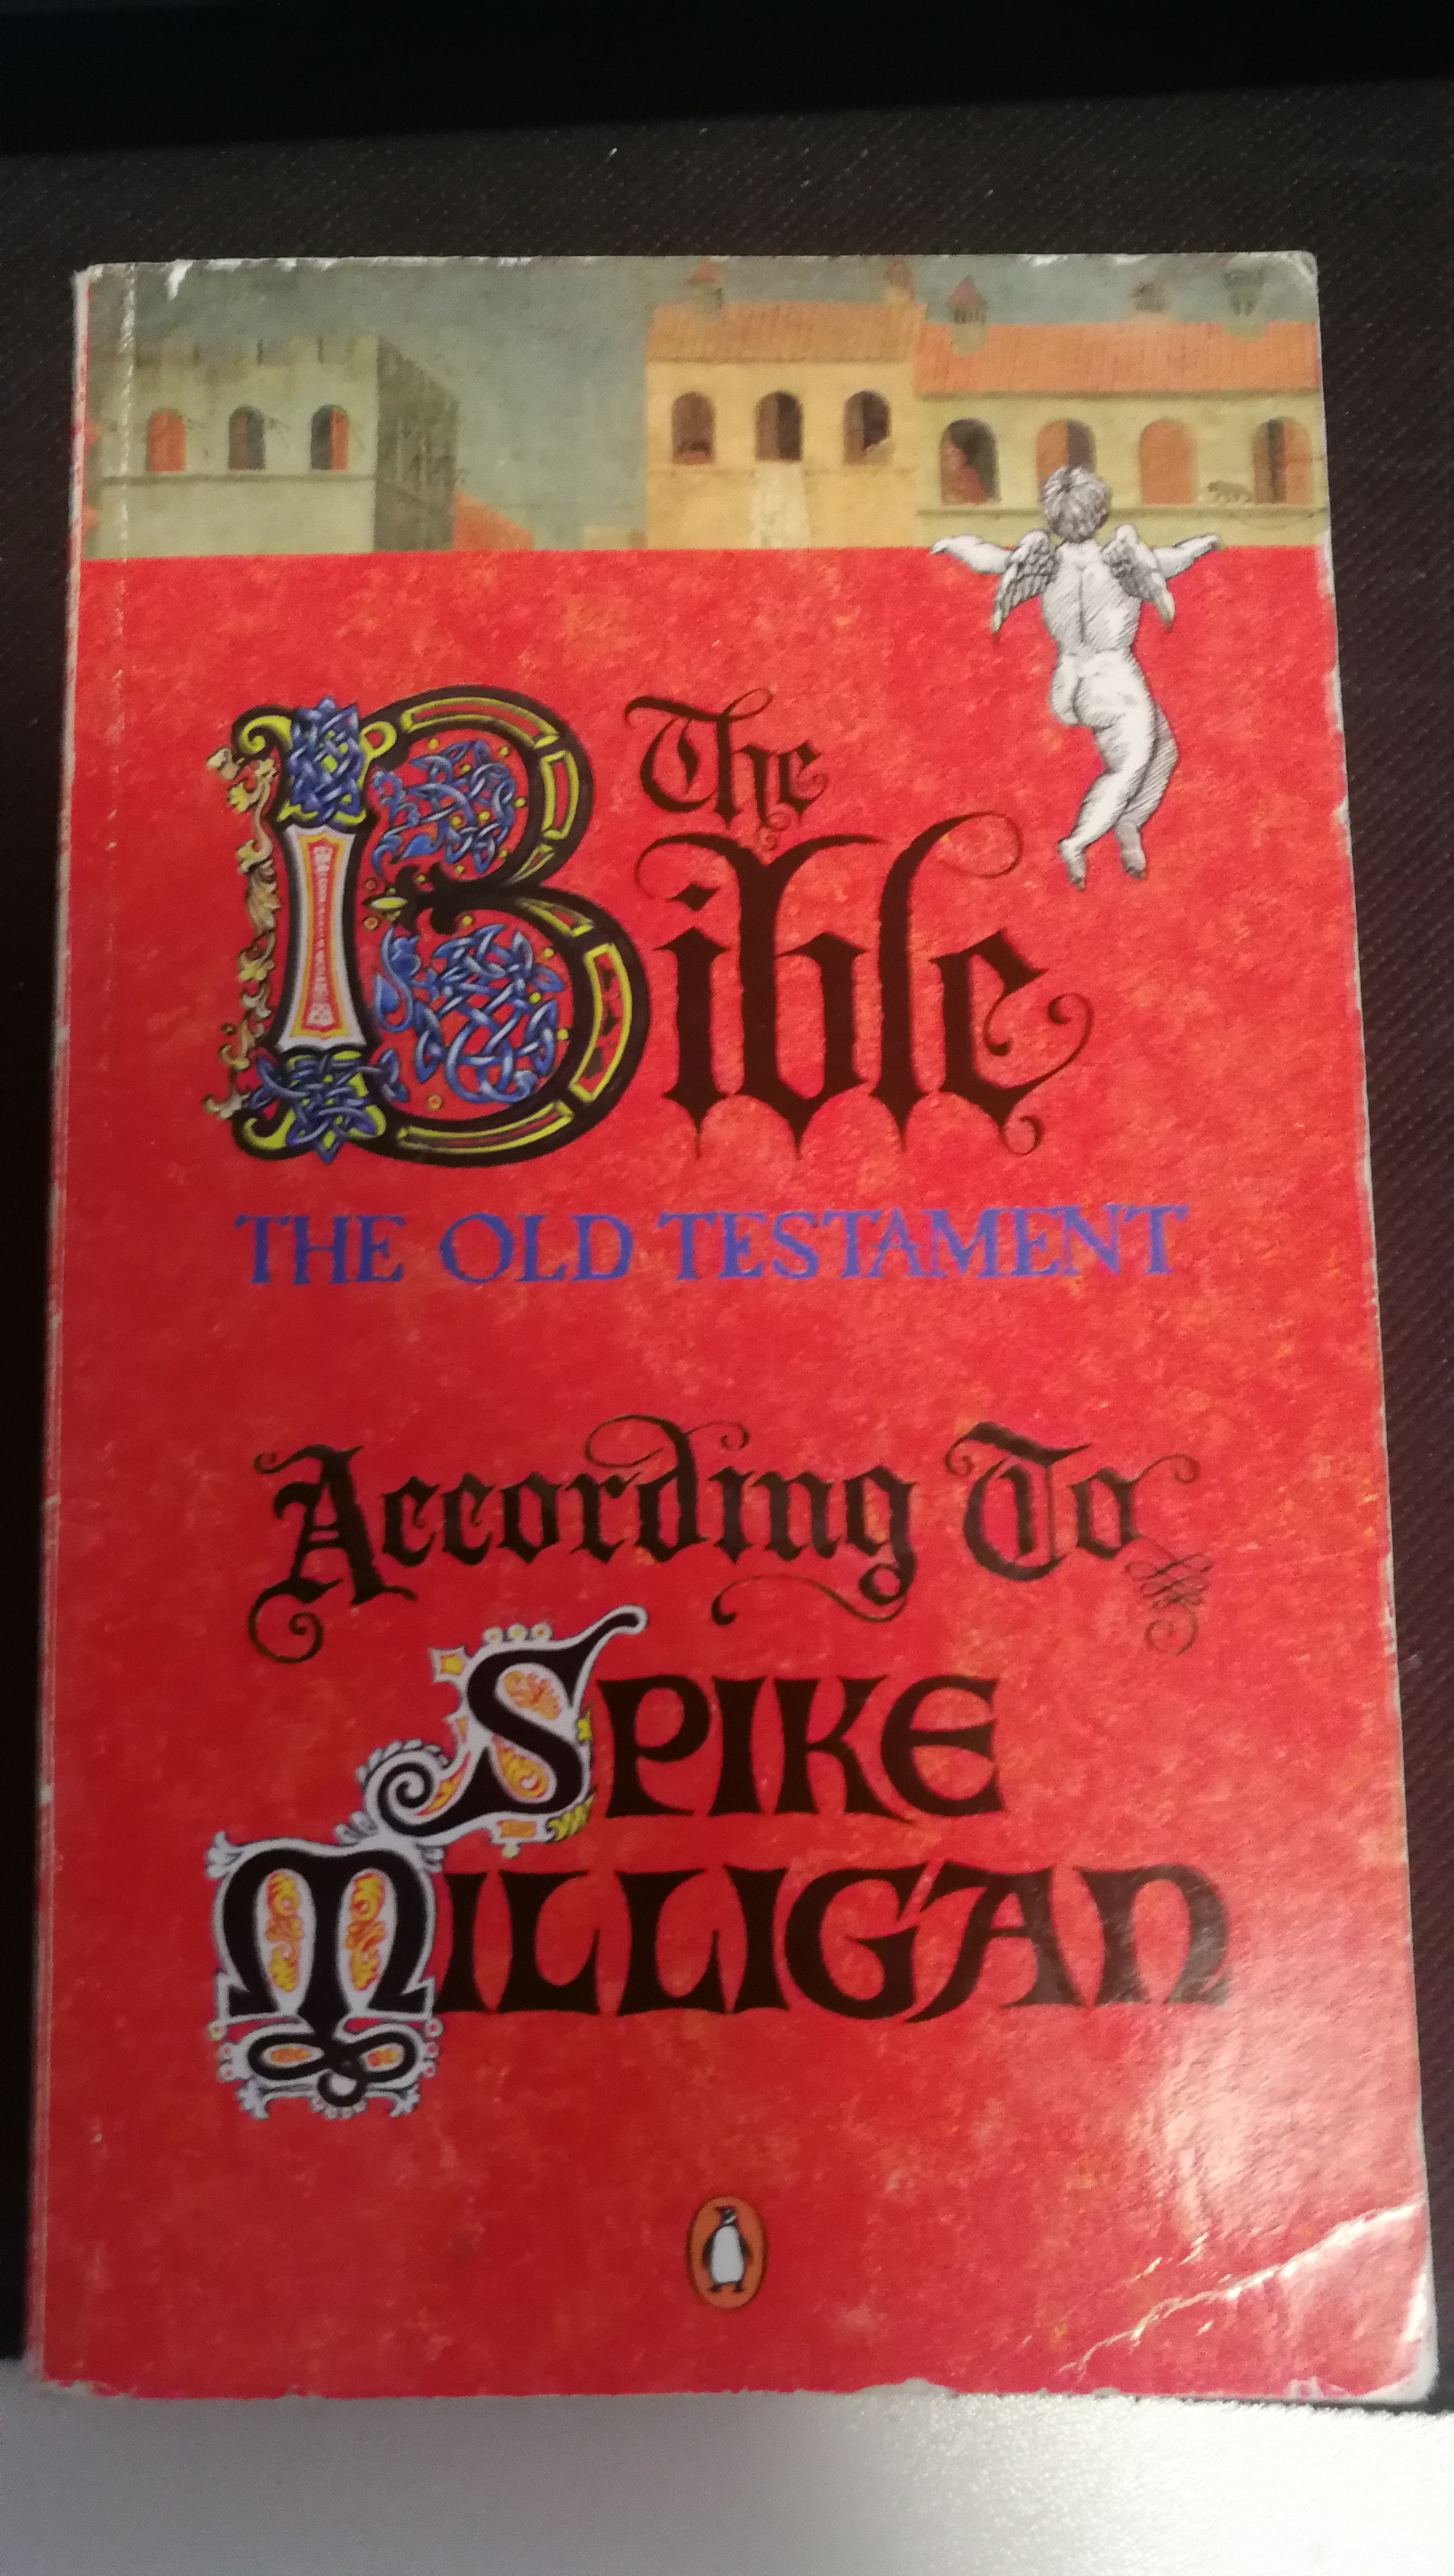 The
Bible
THE OLD TESTAMENT
According To
SPIKE
MILLIGAN